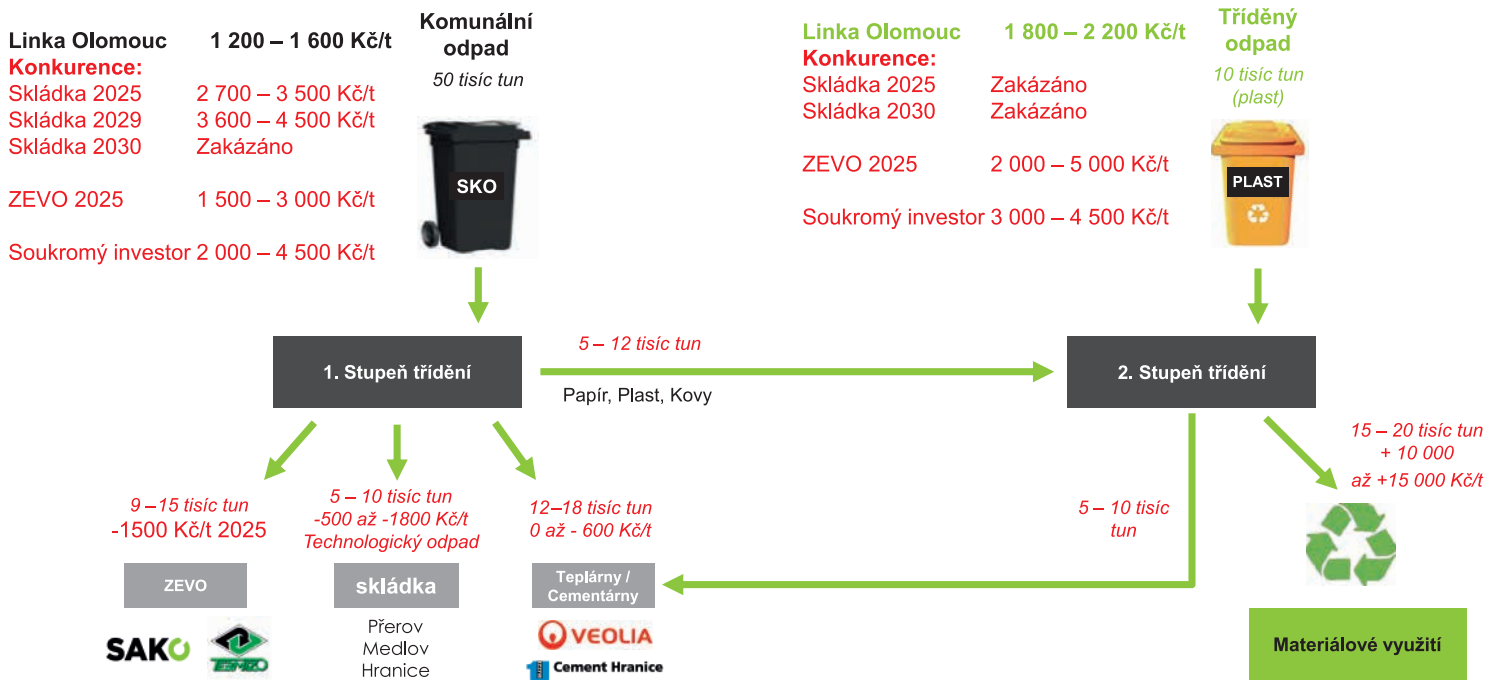 Linka Olomouc 1 200 – 1 600 Kč/t
Konkurence:
Skládka 2025 2 700 – 3 500 Kč/t
Skládka 2029 3 600 – 4 500 Kč/t
Skládka 2030 Zakázáno
ZEVO 2025 1 500 – 3 000 Kč/t
Soukromý investor 2 000 – 4 500 Kč/t
Komunální
odpad
50 tisíc tun
SKO
Linka Olomouc 1 800 – 2 200 Kč/t
Konkurence:
Skládka 2025 Zakázáno
Skládka 2030 Zakázáno
ZEVO 2025 2 000 – 5 000 Kč/t
Soukromý investor 3 000 – 4 500 Kč/t
Tříděný
odpad
10 tisíc tun
(plast)
PLAST
1. Stupeň třídění
5 – 12 tisíc tun
Papír, Plast, Kovy
2. Stupeň třídění
9 –15 tisíc tun
-1500 Kč/t 2025
ZEVO
SAKO
5 – 10 tisíc tun
-500 až -1800 Kč/t
Technologický odpad
skládka
Přerov
Medlov
Hranice
12–18 tisíc tun
0 až - 600 Kč/t
Teplárny /
Cementárny
VEOLIA
Cement Hranice
5 – 10 tisíc
tun
15 – 20 tisíc tun
+ 10 000
až +15 000 Kč/t
Materiálové využití